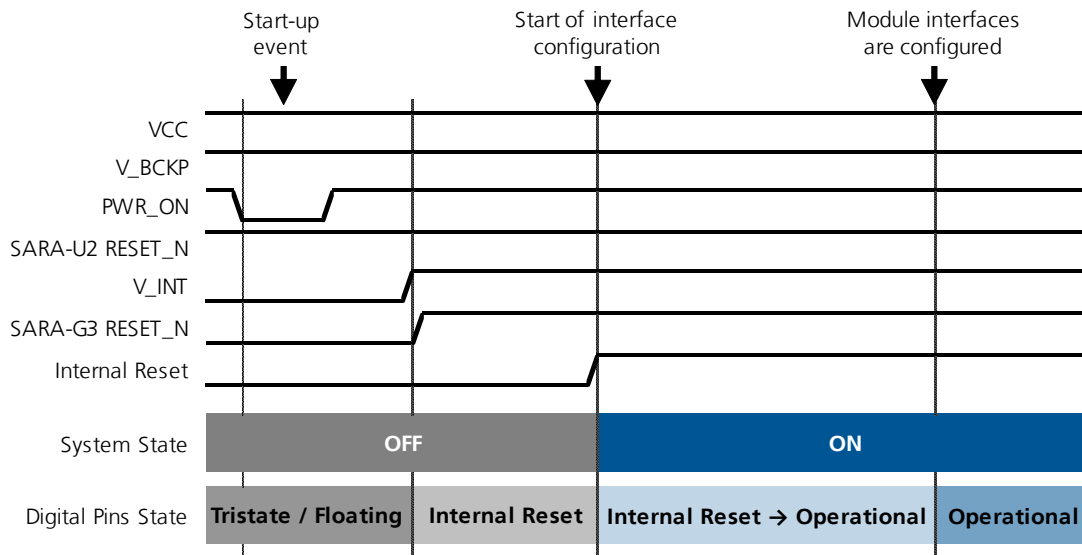 Start-up
event
Start of interface
configuration
Module interfaces
are configured
VCC
V_BCKP
PWR_ON
SARA-U2 RESET_N
V_INT
SARA-G3 RESET_N
Internal Reset
System State
OFF
ON
Digital Pins State
Tristate / Floating
Internal Reset
Internal Reset → Operational
Operational